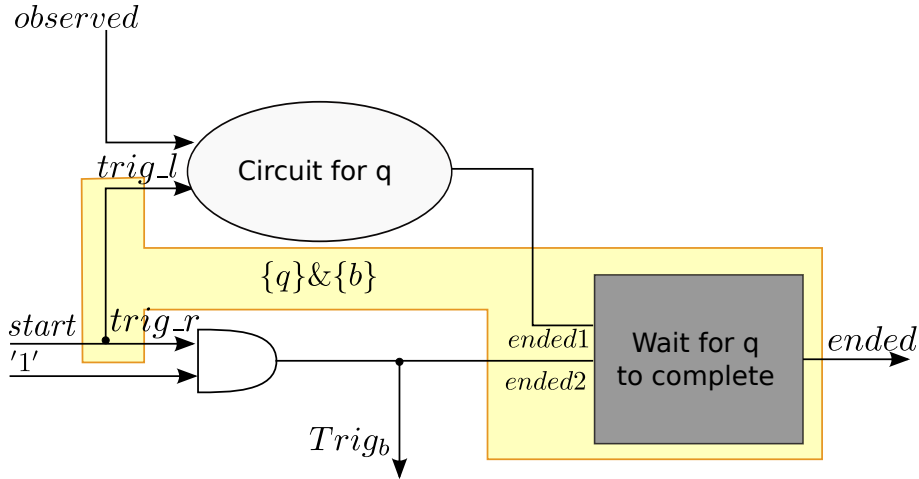 observed
trig_l
Circuit for q
{q}&{b}
start
trig_r
'1'
ended1
ended2
Wait for q
to complete
ended
Trig_b